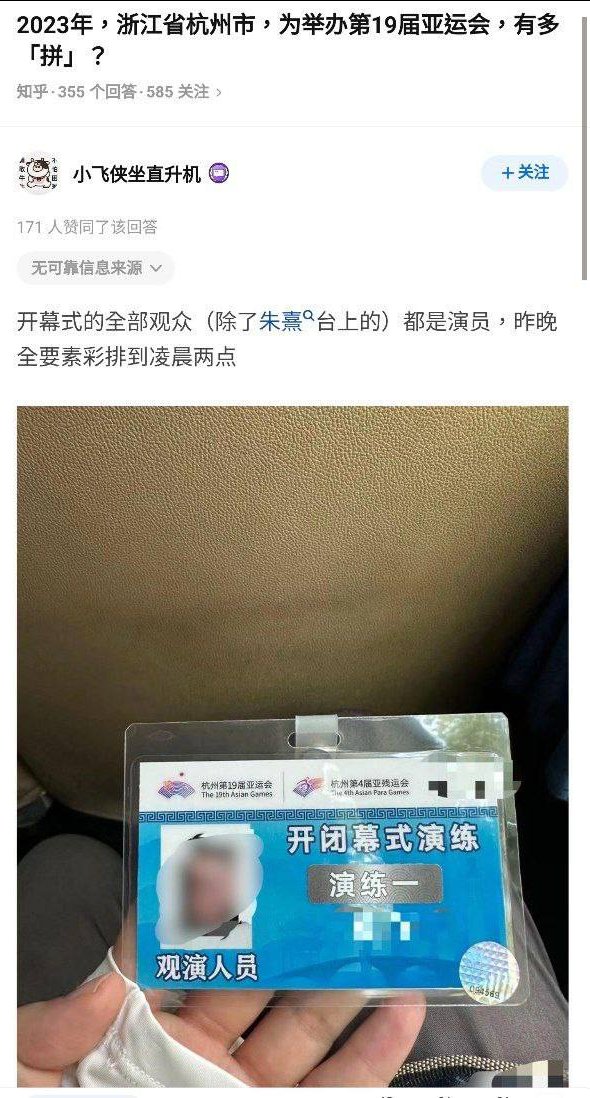 2023年，浙江省杭州市，为举办第19届亚运会，有多
「拼」？
知乎·355 个回答·585 关注 >
小飞侠坐直升机
＋关注
171 人赞同了该回答
无可靠信息来源
开幕式的全部观众（除了朱熹台上的）都是演员，昨晚
全要素彩排到凌晨两点
杭州第19届亚运会
The 19th Asian Games
杭州第4届亚残运会
The 4th Asian Para Games
开闭幕式演练
演练一
观演人员